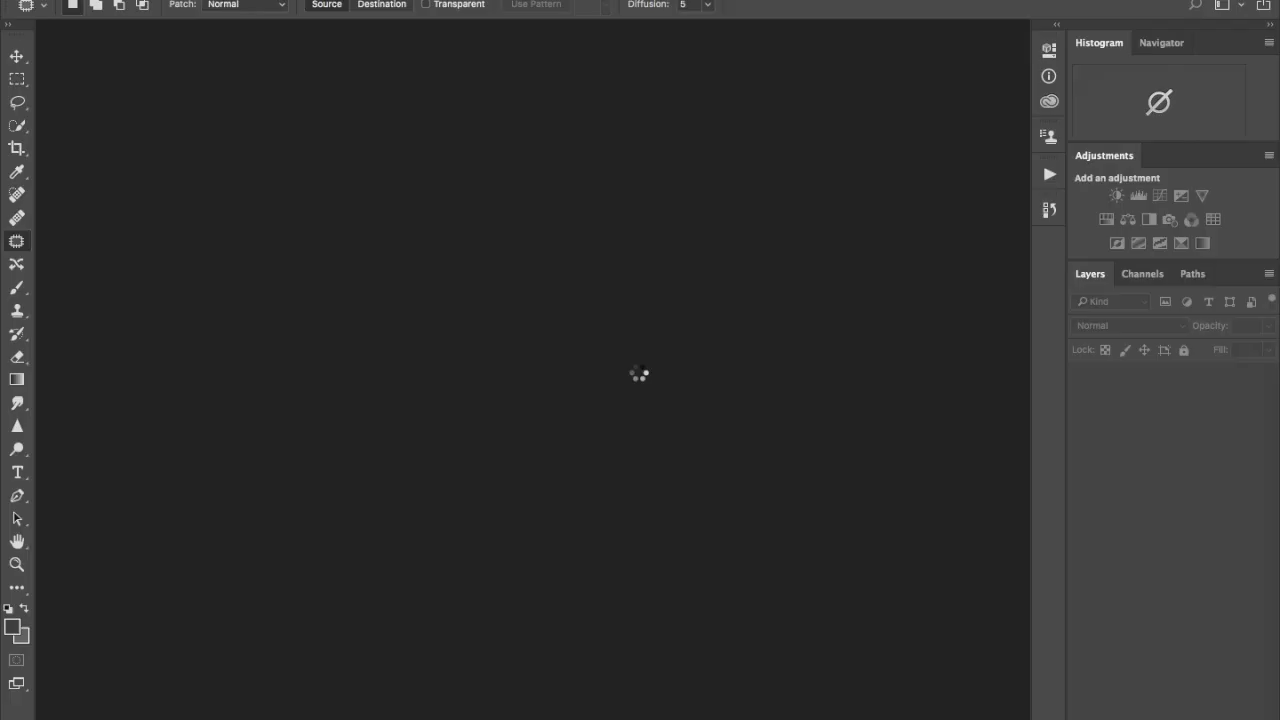 Patch: Normal Source Destination Transparent Use Pattern Diffusion: 5
Histogram Navigator
Adjustments
Add an adjustment
Layers Channels Paths
Kind
Normal Opacity:
Lock: Fill: